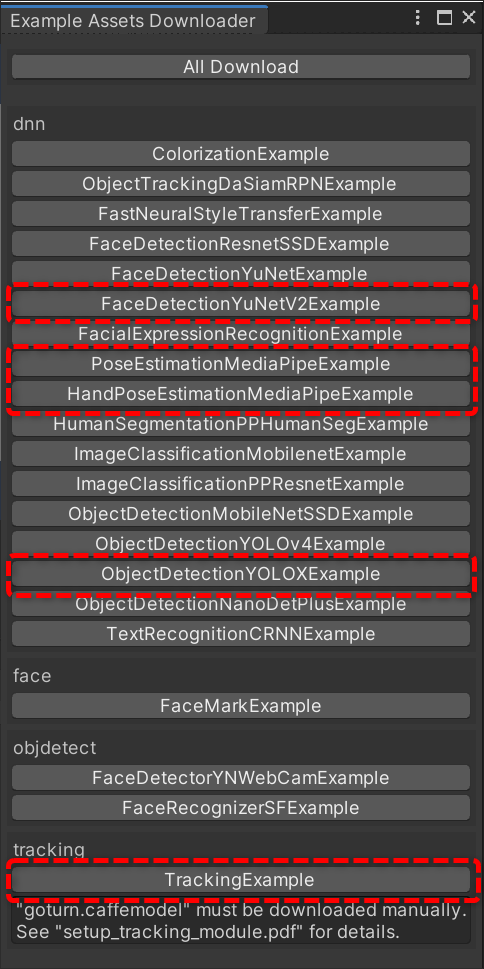 Example Assets Downloader
All Download
dnn
ColorizationExample
ObjectTrackingDaSiamRPNExample
FastNeuralStyleTransferExample
FaceDetectionResnetSSDExample
FaceDetectionYuNetExample
FaceDetectionYuNetV2Example
FacialExpressionRecognitionExample
PoseEstimationMediaPipeExample
HandPoseEstimationMediaPipeExample
HumanSegmentationPPHumanSegExample
ImageClassificationMobilenetExample
ImageClassificationPPResnetExample
ObjectDetectionMobileNetSSDExample
ObjectDetectionYOLOv4Example
ObjectDetectionYOLOXExample
ObjectDetectionNanoDetPlusExample
TextRecognitionCRNNExample
face
FaceMarkExample
objdetect
FaceDetectorYNWebCamExample
FaceRecognizerSFExample
tracking
TrackingExample
"goturn.caffemodel" must be downloaded manually.
See "setup_tracking_module.pdf" for details.